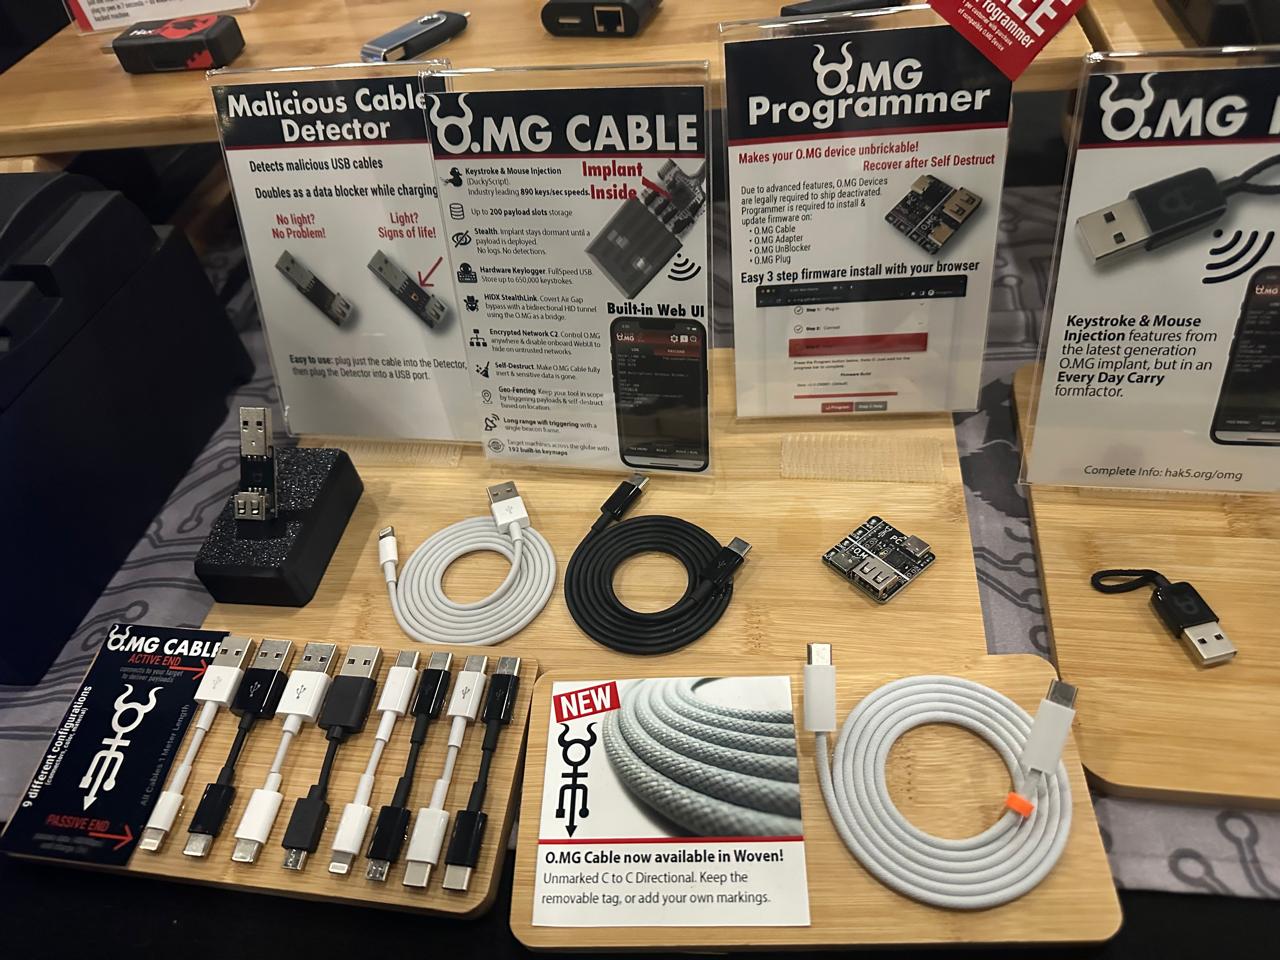 Malicious Cable
Detector
Detects malicious USB cables
Doubles as a data blocker while charging
No light?
No Problem!
Light?
Signs of life!
Easy to use: plug just the cable into the Detector,
then plug the Detector into a USB port.
O.MG CABLE
Keystroke & Mouse Injection
(DuckyScript).
Industry leading 890 keys/sec speeds.
Implant
Inside
Up to 200 payload slots storage
Stealth. Implant stays dormant until a
payload is deployed.
No logs. No detections.
Hardware Keylogger. FullSpeed USB.
Store up to 650,000 keystrokes.
HIDX StealthLink. Covert Air Gap
bypass with a bidirectional HID tunnel
using the O.MG as a bridge.
Encrypted Network C2. Control O.MG
anywhere & disable onboard WebUI to
hide on untrusted networks.
Self-Destruct. Make O.MG Cable fully
inert & sensitive data is gone.
Geo-Fencing. Keep your tool in scope
by triggering payloads & self-destruct
based on location.
Long range wifi triggering with a
single beacon frame.
Target machines across the globe with
192 built-in keymaps
Built-in Web UI
Programmer
O.MG
Programmer
Makes your O.MG device unbrickable!
Recover after Self Destruct
Due to advanced features, O.MG Devices
are legally required to ship deactivated.
Programmer is required to install &
update firmware on:
• O.MG Cable
• O.MG Adapter
• O.MG UnBlocker
• O.MG Plug
Easy 3 step firmware install with your browser
O.MG
Keystroke & Mouse
Injection features from
the latest generation
O.MG implant, but in an
Every Day Carry
formfactor.
Complete Info: hak5.org/omg
PC
O.MG CABLE
ACTIVE END
connects to your target
to deliver payloads
9 different configurations
All Cables 1 Meter Length
PASSIVE END
NEW
O.MG Cable now available in Woven!
Unmarked C to C Directional. Keep the
removable tag, or add your own markings.